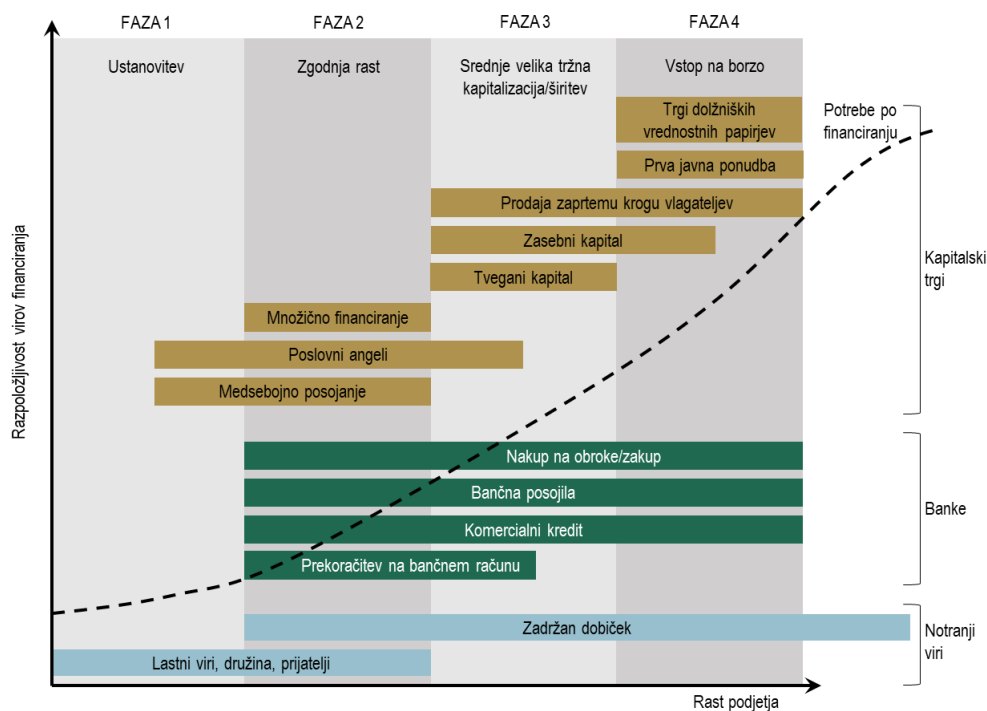 FAZA 1
FAZA 2
FAZA 3
FAZA 4
Ustanovitev
Zgodnja rast
Srednje velika tržna
kapitalizacija/širitev
Vstop na borzo
Trgi dolžniških
vrednostnih papirjev
Potrebe po
financiranju
Prva javna ponudba
Prodaja zaprtemu krogu vlagateljev
Zasebni kapital
Tvegani kapital
Kapitalski
trgi
Množično financiranje
Poslovni angeli
Medsebojno posojanje
Razpoložljivost virov financiranja
Nakup na obroke/zakup
Bančna posojila
Banke
Komercialni kredit
Prekoračitev na bančnem računu
Zadržan dobiček
Notranji
viri
Lastni viri, družina, prijatelji
Rast podjetja